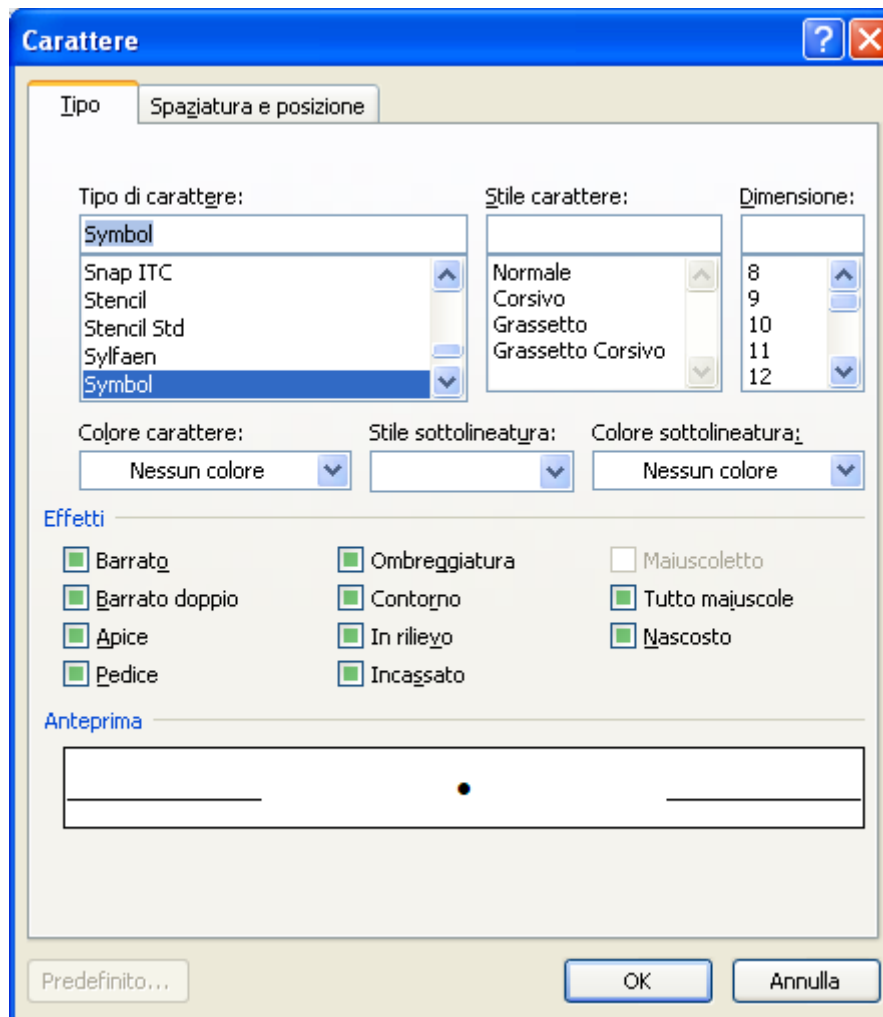 Carattere
Tipo
Spaziatura e posizione
Tipo di carattere:
Stile carattere:
Dimensione:
Symbol
Snap ITC
Stencil
Stencil Std
Sylfaen
Symbol
Normale
Corsivo
Grassetto
Grassetto Corsivo
8
9
10
11
12
Colore carattere:
Stile sottolineatura:
Colore sottolineatura:
Nessun colore
Nessun colore
Effetti
Barrato
Ombreggiatura
Maiuscoletto
Barrato doppio
Contorno
Tutto maiuscole
Apice
In rilievo
Nascosto
Pedice
Incassato
Anteprima
Predefinito...
OK
Annulla